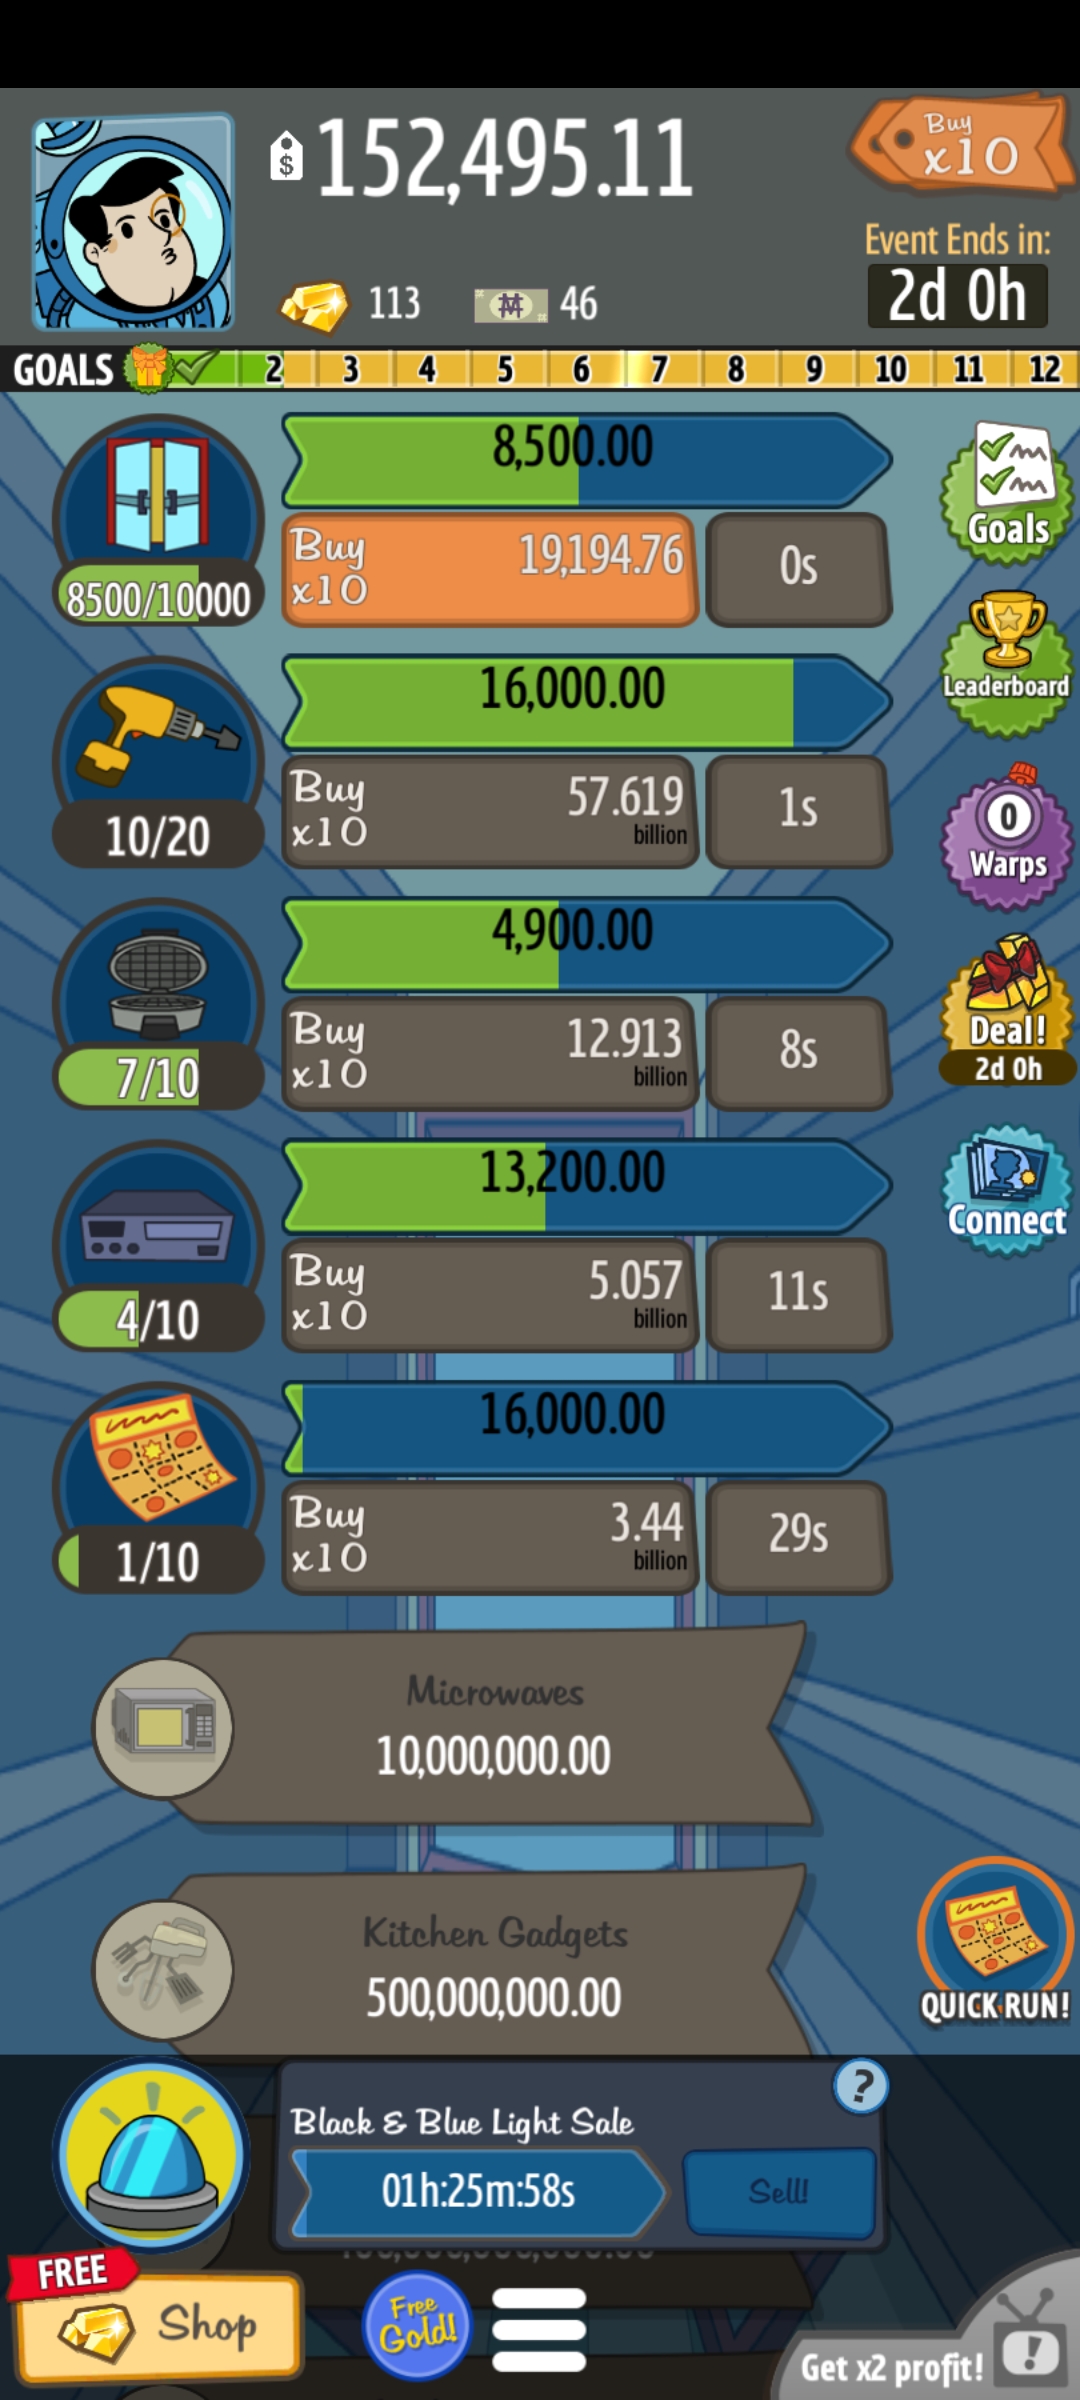 $ 152,495.11
Buy
x10
Event Ends in:
2d 0h
113
46
GOALS 2 3 4 5 6 7 8 9 10 11 12
8,500.00
8500/10000
Buy
x10
19,194.76
0s
Goals
16,000.00
10/20
Buy
x10
57.619
billion
1s
Leaderboard
4,900.00
7/10
Buy
x10
12.913
billion
8s
0
Warps
13,200.00
4/10
Buy
x10
5.057
billion
11s
Deal!
2d 0h
16,000.00
1/10
Buy
x10
3.44
billion
29s
Connect
Microwaves
10,000,000.00
Kitchen Gadgets
500,000,000.00
QUICK RUN!
Black & Blue Light Sale
?
01h:25m:58s
Sell!
FREE
Shop
Free
Gold!
Get x2 profit!